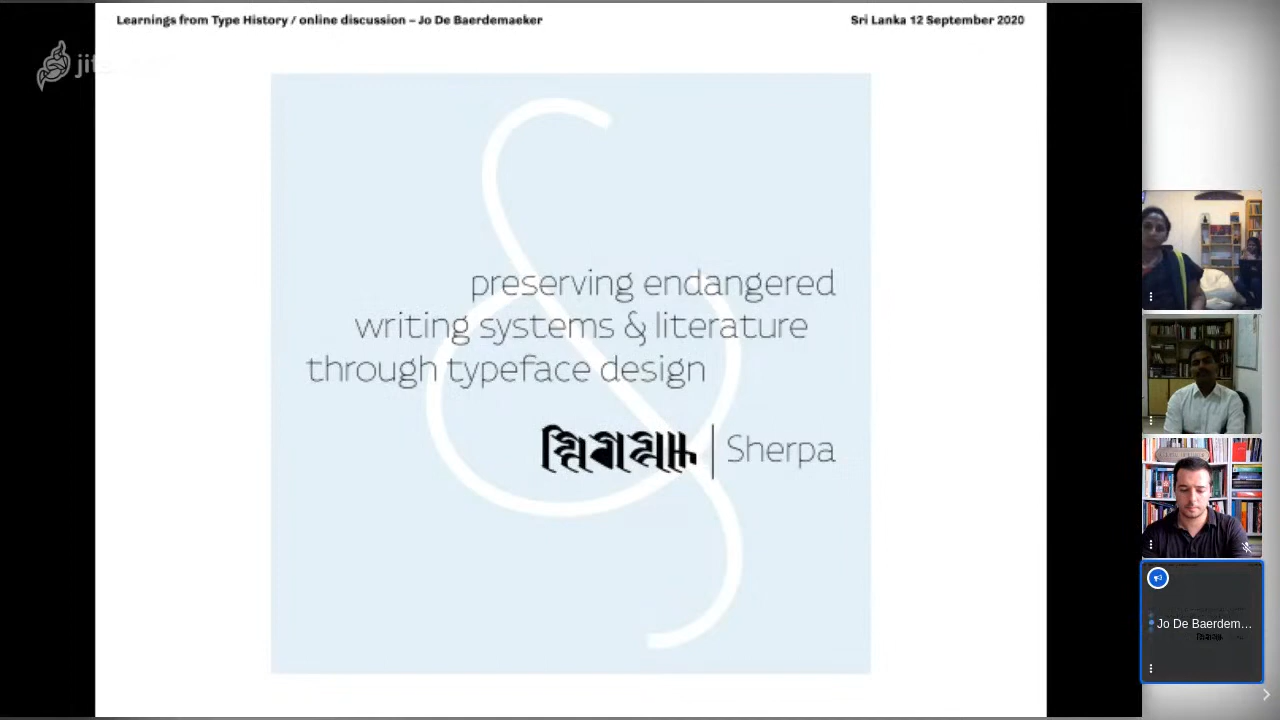 Learnings from Type History / online discussion – Jo De Baerdemaeker
Sri Lanka 12 September 2020
preserving endangered
writing systems & literature
through typeface design
Sherpa
Jo De Baerdem...